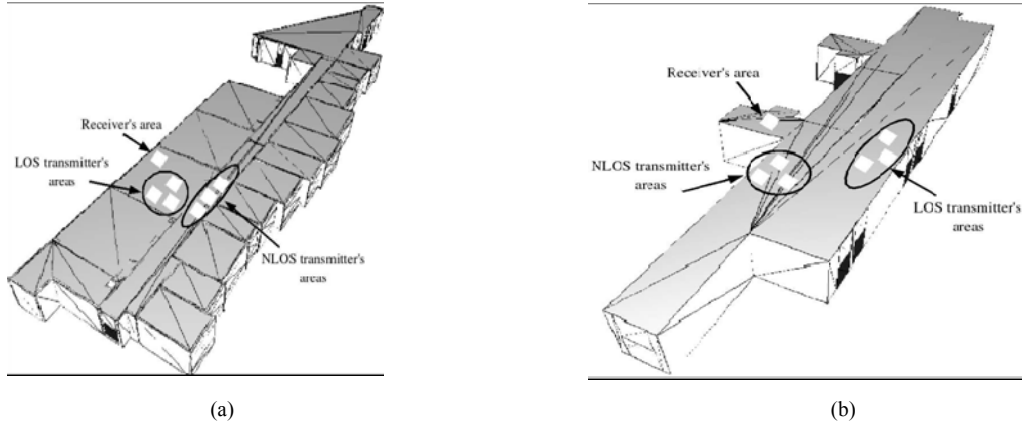 Receiver's area
LOS transmitter's
areas
NLOS transmitter's
areas
(a)
Receiver's area
NLOS transmitter's
areas
LOS transmitter's
areas
(b)